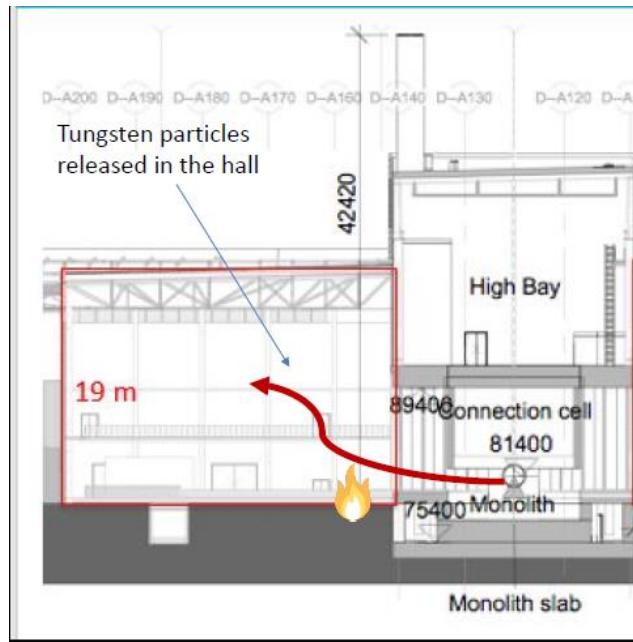 D--A200 D--A190 D--A180 D--A170 D--A160 D--A140 D--A130 D--A120
Tungsten particles
released in the hall
42420
High Bay
19 m
89400
Connection cell
81400
75400
Monolith
Monolith slab